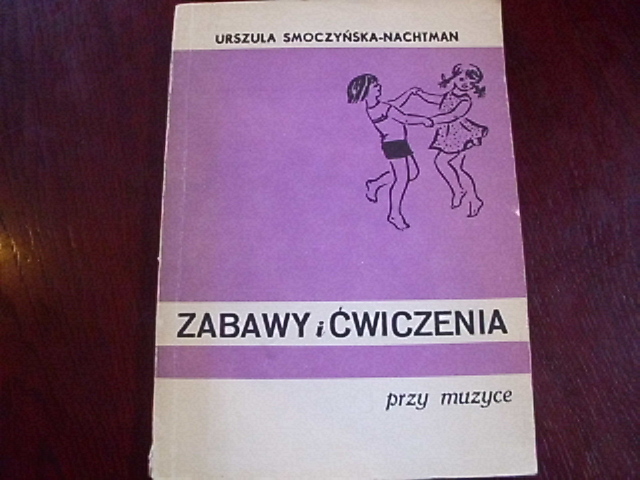 URSZULA SMOCZYŃSKA-NACHTMAN
ZABAWY i ĆWICZENIA
przy muzyce